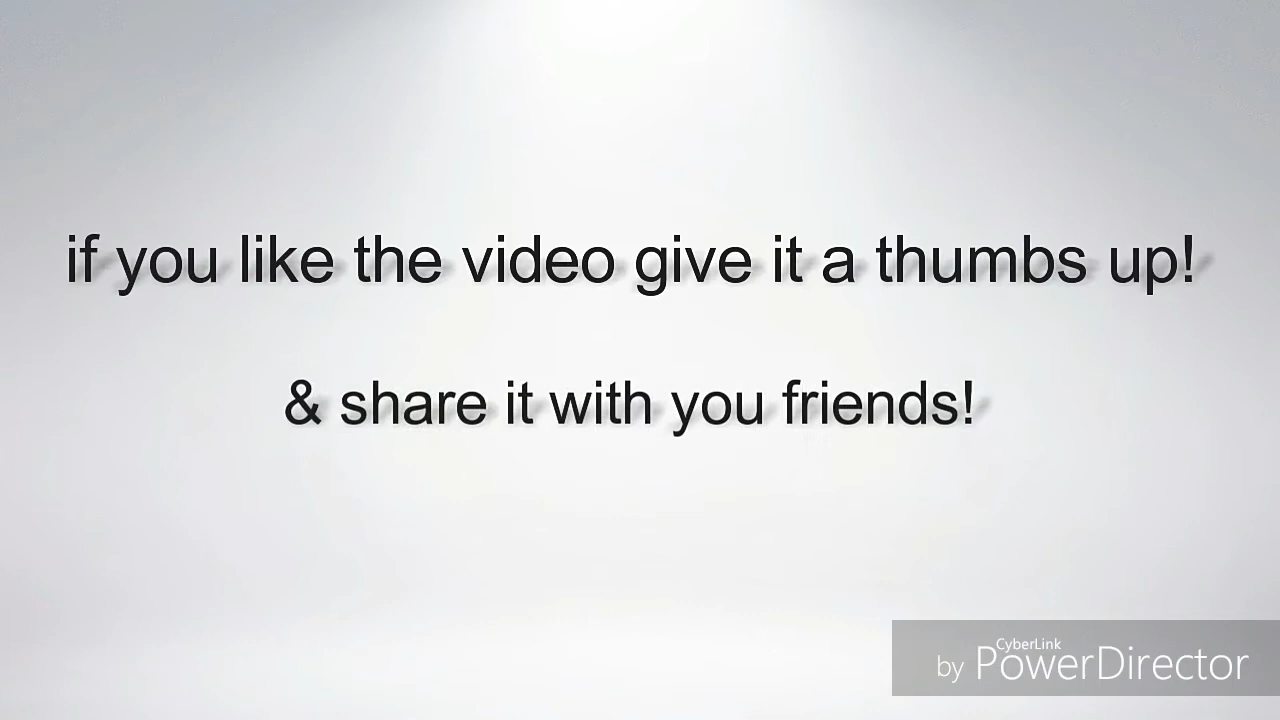 if you like the video give it a thumbs up!
& share it with you friends!
CyberLink
by PowerDirector